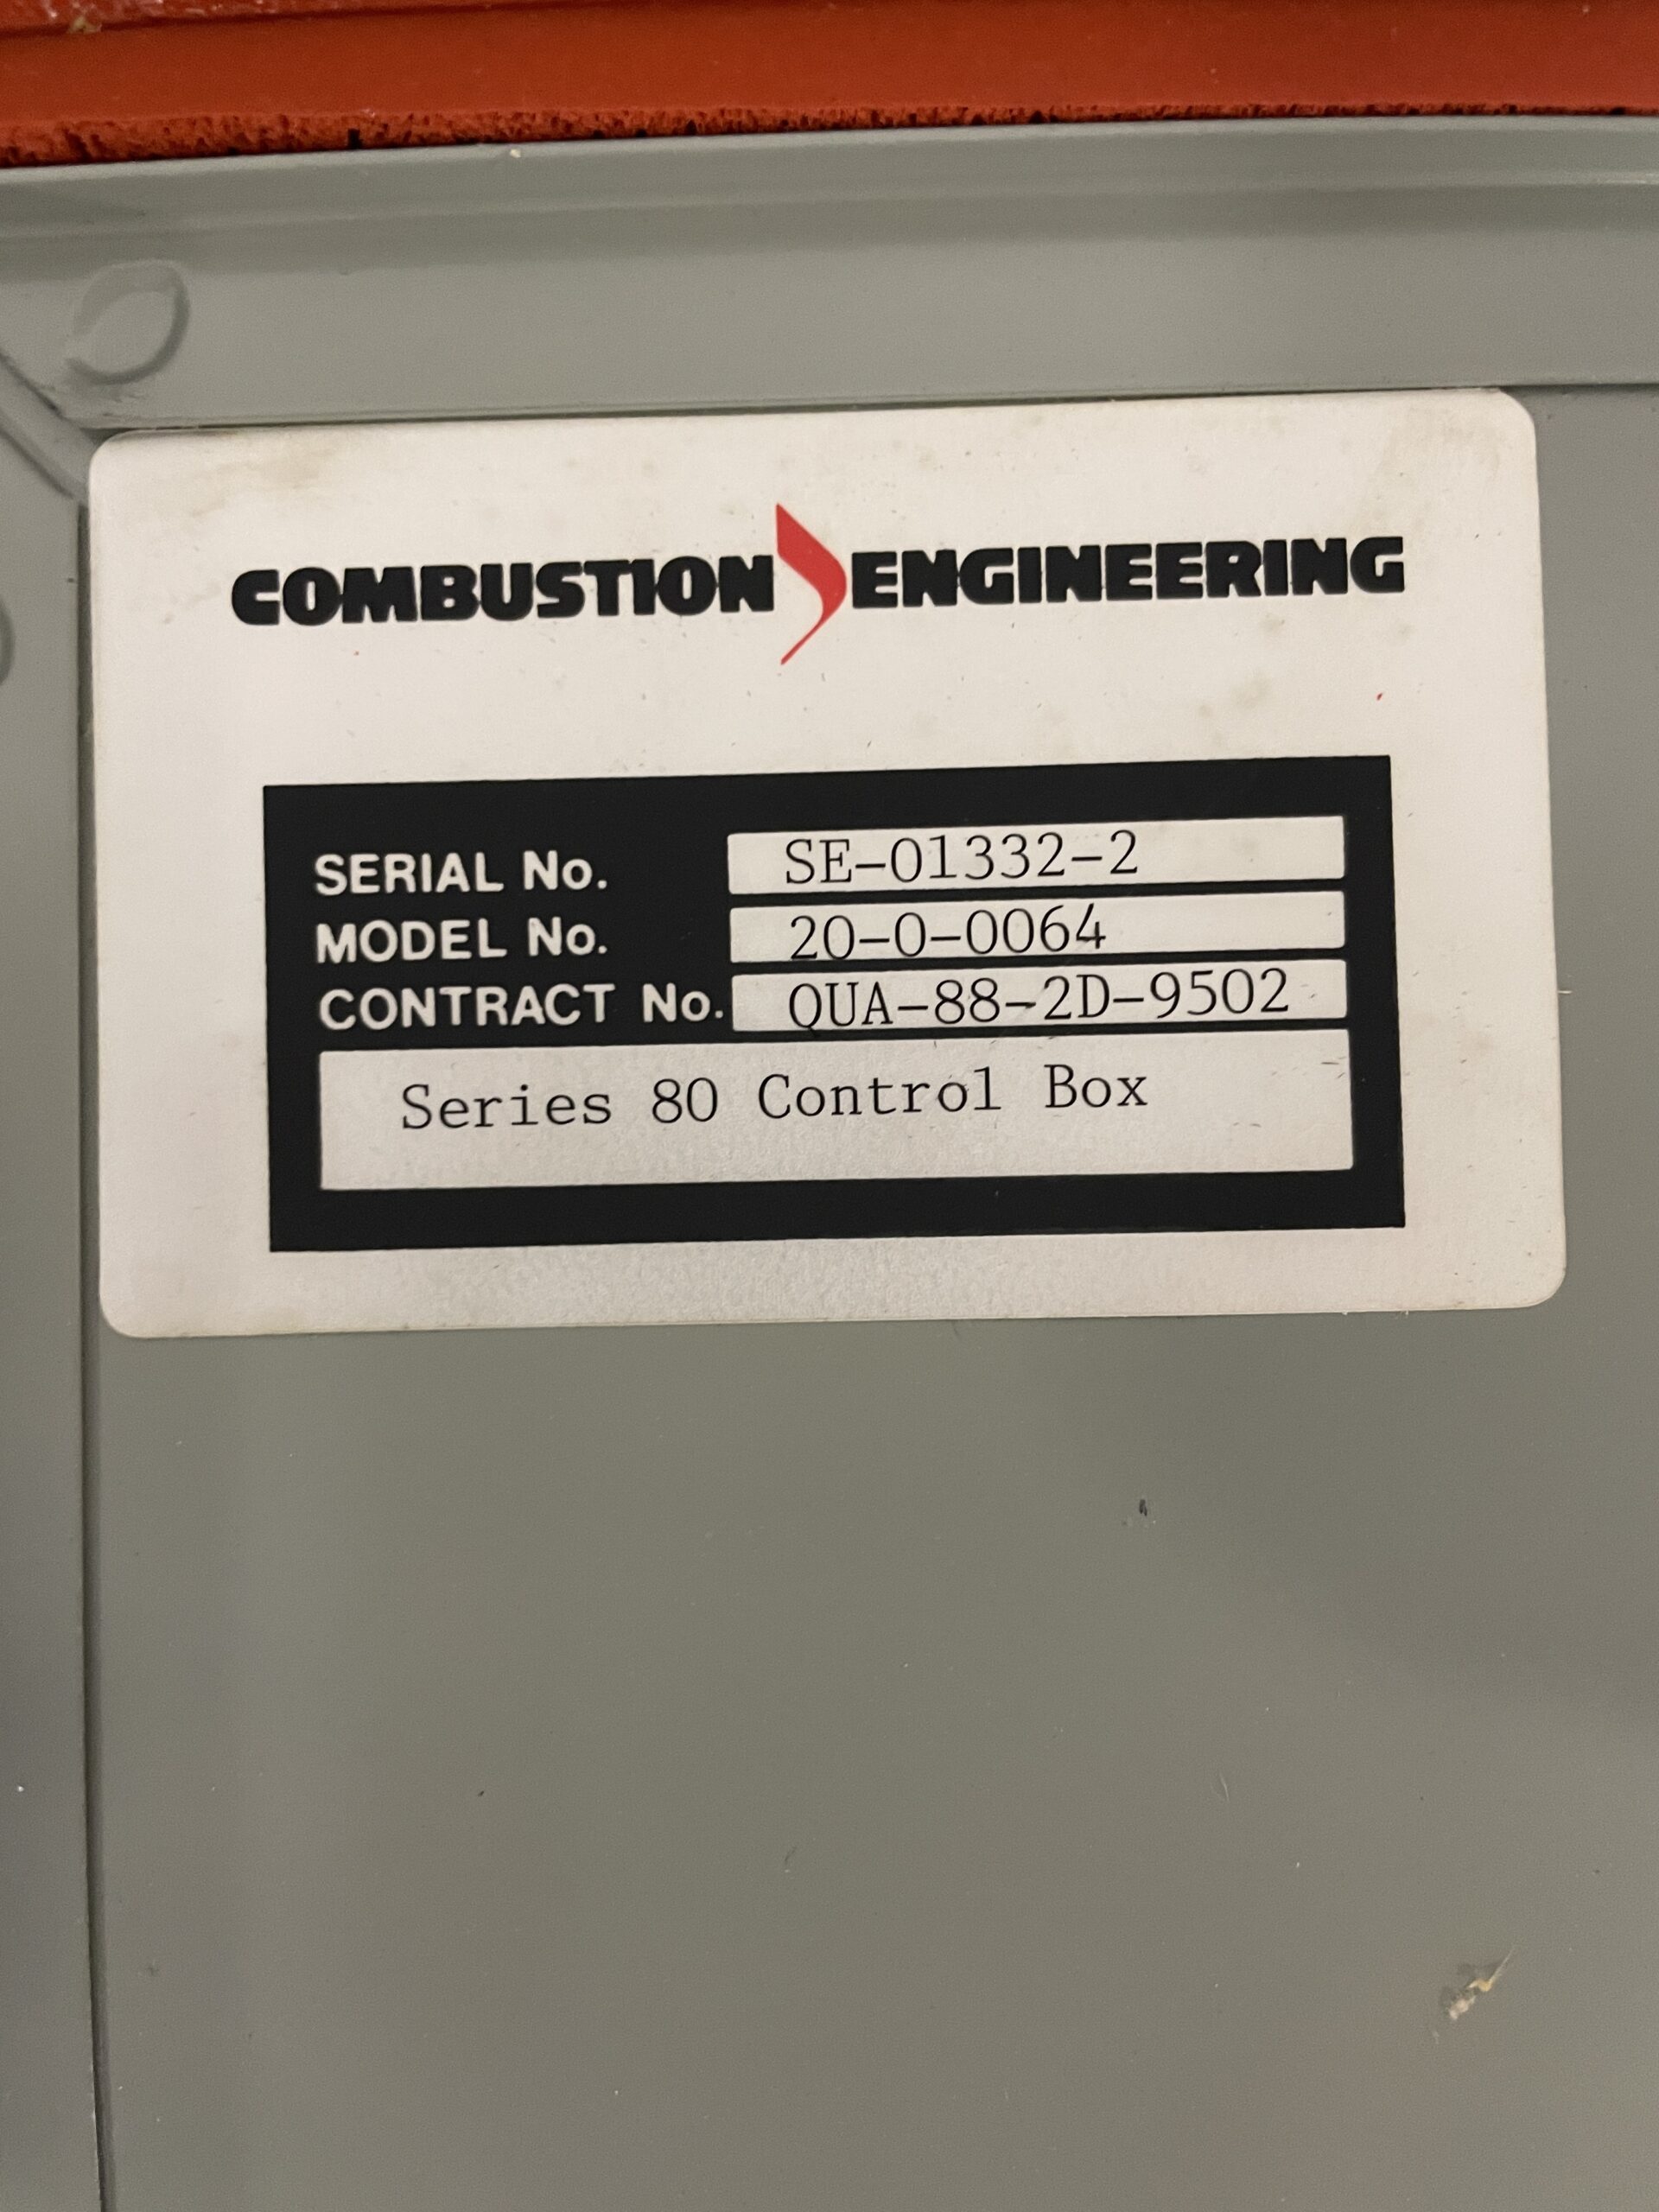 COMBUSTION ENGINEERING
SERIAL No. SE-01332-2
MODEL No. 20-0-0064
CONTRACT No. QUA-88-2D-9502
Series 80 Control Box